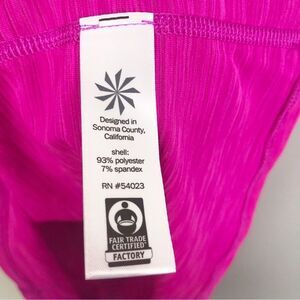 Designed in
Sonoma County,
California
shell:
93% polyester
7% spandex
RN #54023
FAIR TRADE
CERTIFIED
FACTORY